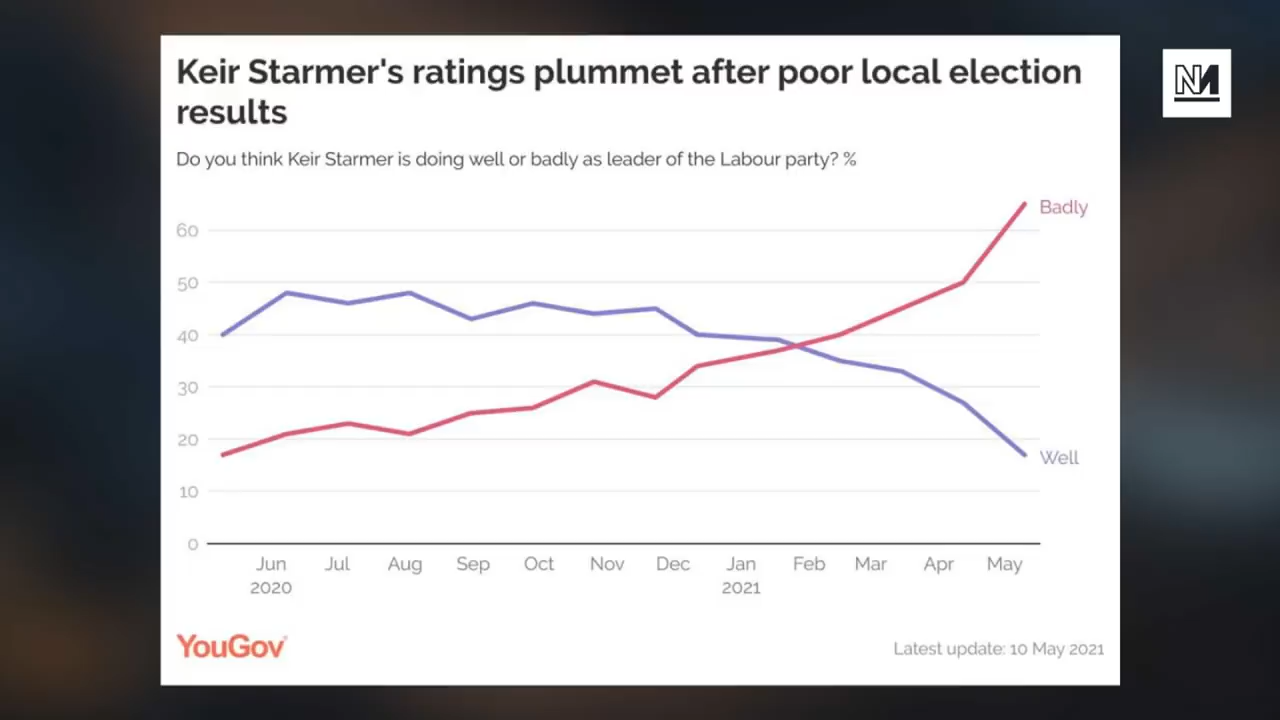 Keir Starmer's ratings plummet after poor local election
results
Do you think Keir Starmer is doing well or badly as leader of the Labour party? %
Badly
60
50
40
30
20
Well
10
0
Jun Jul Aug Sep Oct Nov Dec Jan Feb Mar Apr May
2020 2021
YouGov
Last update: 10 May 2021
NM